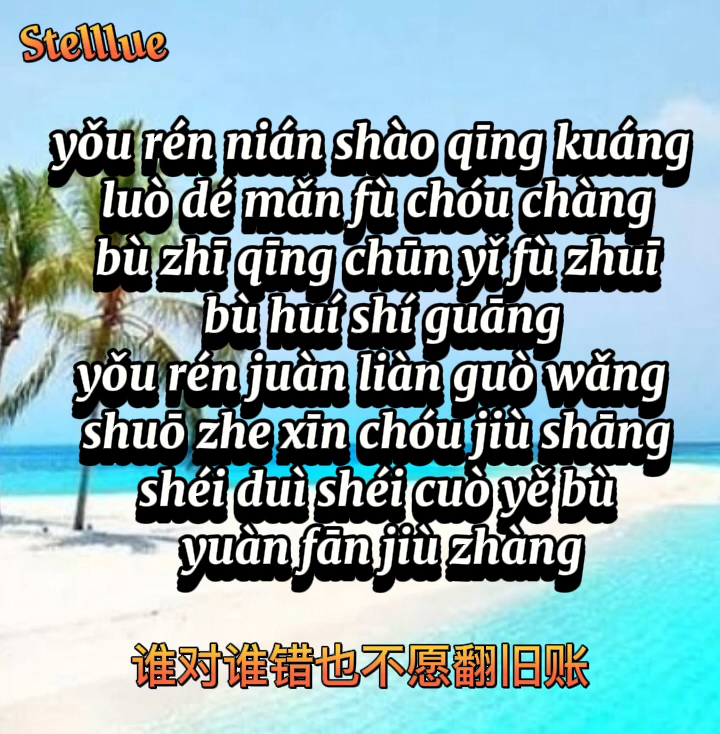 Stelllue
yǒu rén nián shào qīng kuáng
luò dé mǎn fù chóu chàng
bù zhī qīng chūn yǐ fù zhuī
bù huí shí guāng
yǒu rén juàn liàn guò wǎng
shuō zhe xīn chóu jiù shāng
shéi duì shéi cuò yě bù
yuàn fān jiù zhàng
谁对谁错也不愿翻旧账